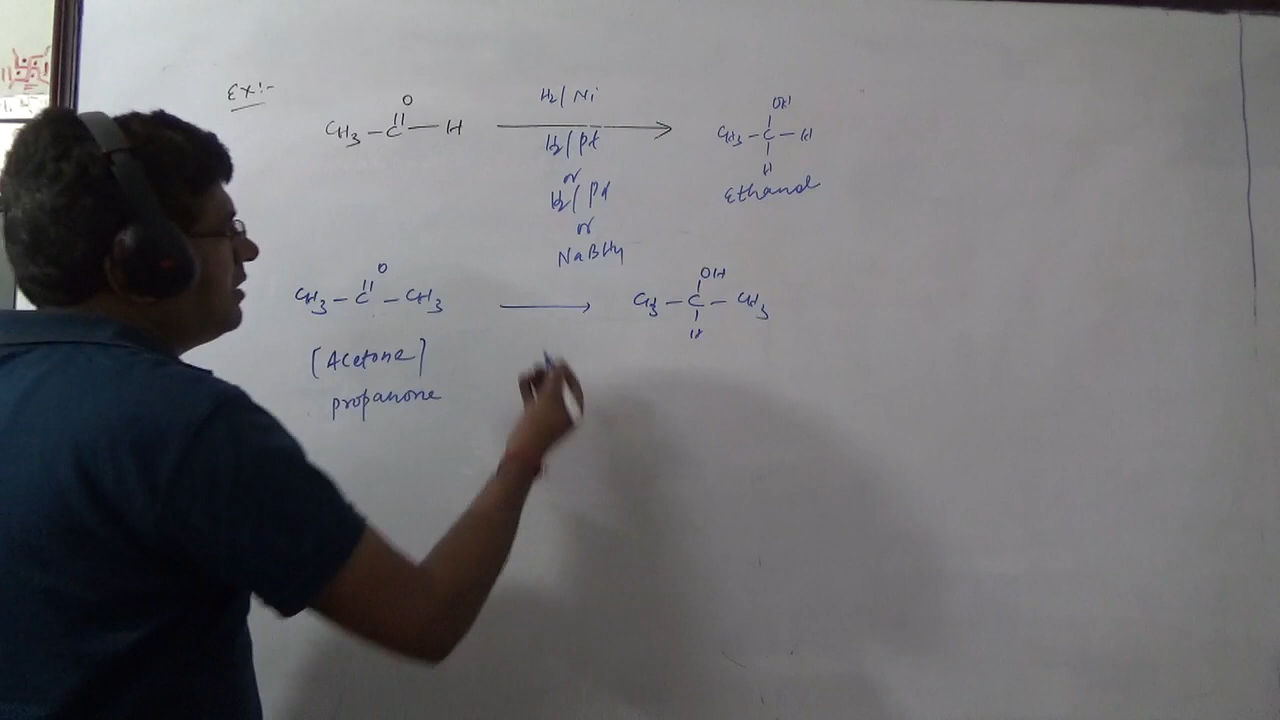 Ex:-
O
CH3 – C – H
H2/Ni
H2/Pt
or
H2/Pd
or
NaBH4
OH
CH3 – C – H
H
Ethanol
O
CH3 – C – CH3
OH
CH3 – C – CH3
H
[Acetone]
propanone